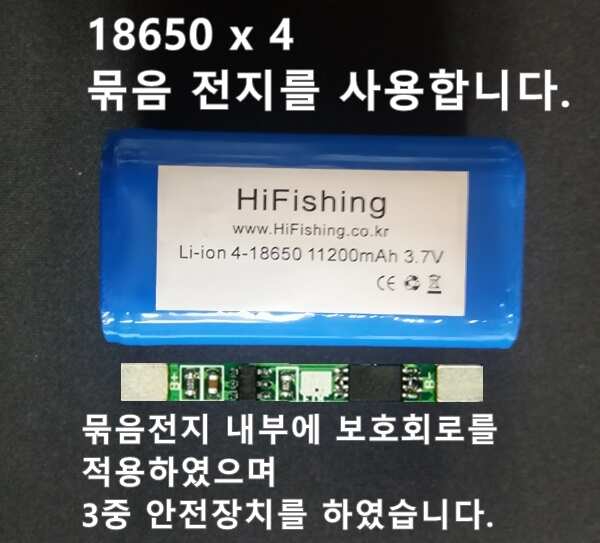 18650 x 4
묶음 전지를 사용합니다.
HiFishing
www.HiFishing.co.kr
Li-ion 4-18650 11200mAh 3.7V
CE
B+
B-
묶음전지 내부에 보호회로를
적용하였으며
3중 안전장치를 하였습니다.